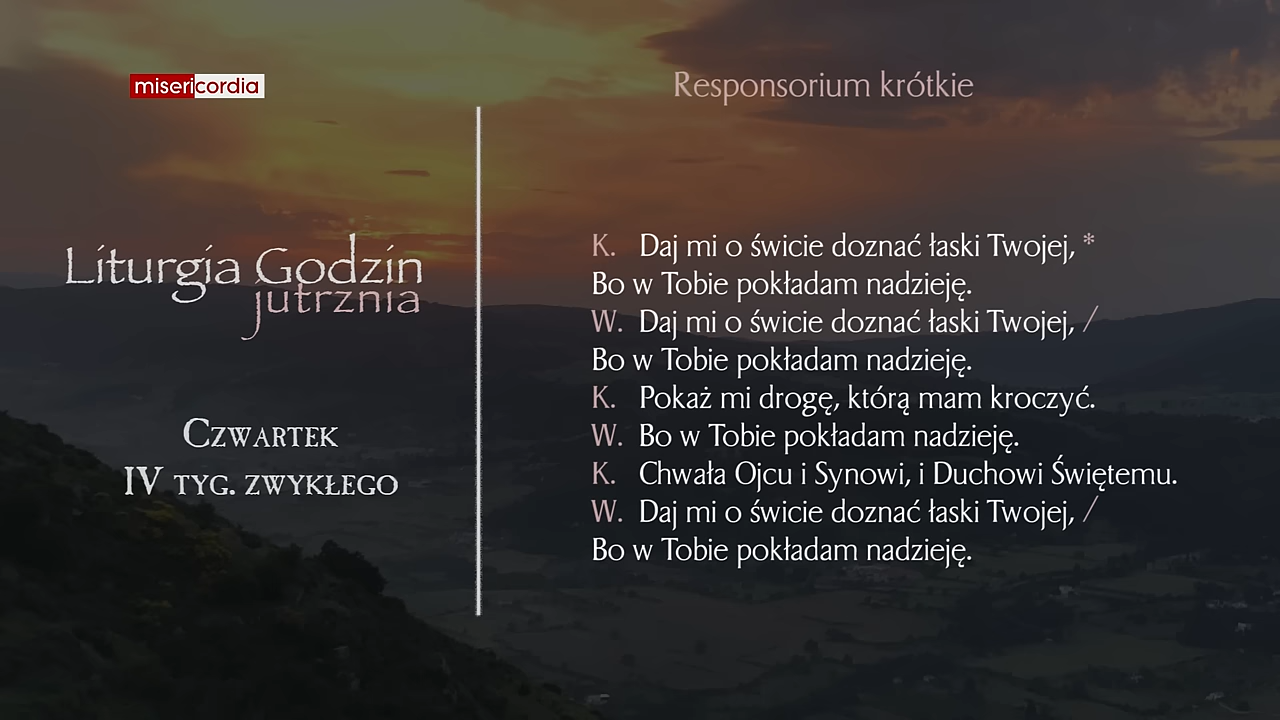 misericordia
Liturgia Godzin
jutrznia
Czwartek
IV tyg. zwykłego
Responsorium krótkie
K. Daj mi o świcie doznać łaski Twojej, *
Bo w Tobie pokładam nadzieję.
W. Daj mi o świcie doznać łaski Twojej, /
Bo w Tobie pokładam nadzieję.
K. Pokaż mi drogę, którą mam kroczyć.
W. Bo w Tobie pokładam nadzieję.
K. Chwała Ojcu i Synowi, i Duchowi Świętemu.
W. Daj mi o świcie doznać łaski Twojej, /
Bo w Tobie pokładam nadzieję.